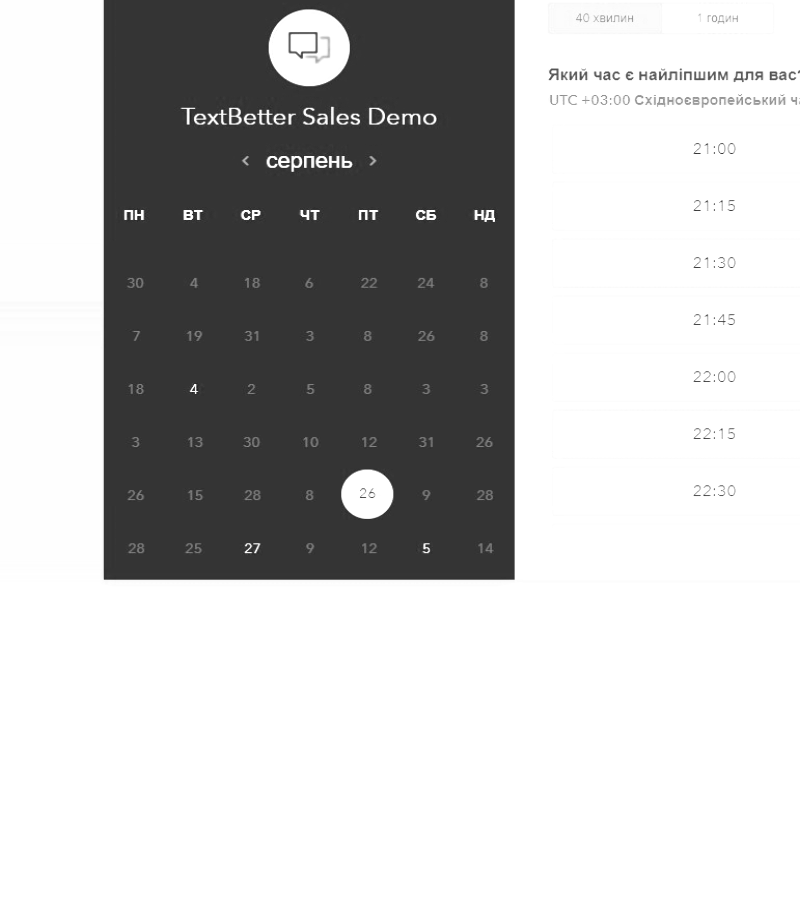 TextBetter Sales Demo
‹ серпень ›
ПН ВТ СР ЧТ ПТ СБ НД
30 4 18 6 22 24 8
7 19 31 3 8 26 8
18 4 2 5 8 3 3
3 13 30 10 12 31 26
26 15 28 8 26 9 28
28 25 27 9 12 5 14
40 хвилин 1 годин
Який час є найліпшим для вас?
UTC +03:00 Східноєвропейський
21:00
21:15
21:30
21:45
22:00
22:15
22:30